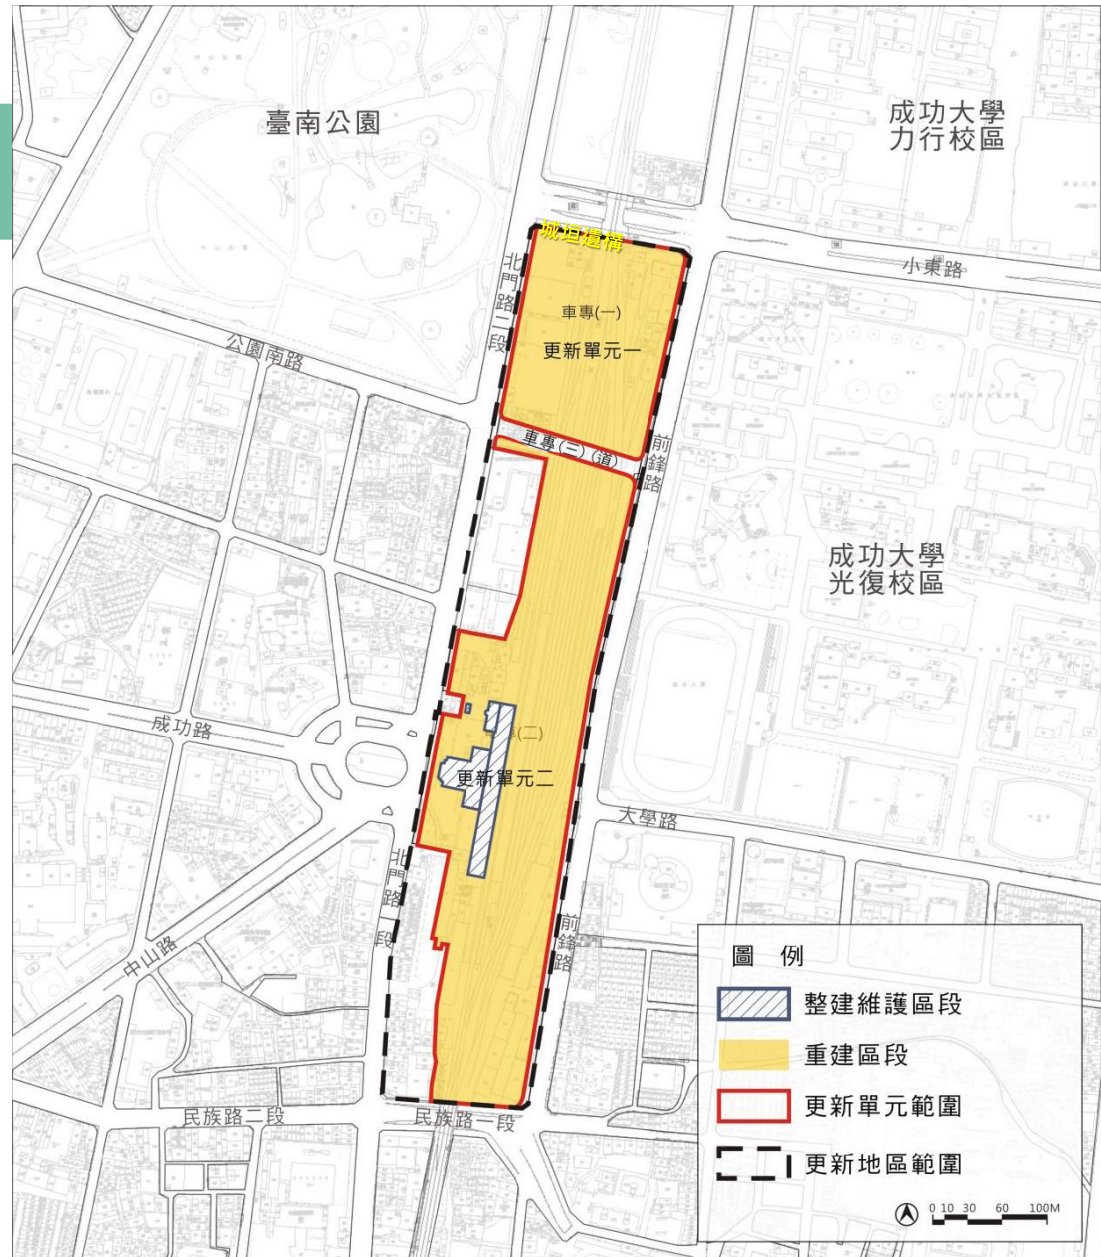 臺南公園
成功大學
力行校區
城垣遺構
小東路
北門路二段
車專(一)
更新單元一
公園南路
車專(三)(道)
前鋒路
成功大學
光復校區
成功路
(二)
更新單元二
大學路
北門路一段
前鋒路
中山路
圖 例
整建維護區段
重建區段
更新單元範圍
更新地區範圍
0 10 30 60 100M
民族路二段
民族路一段